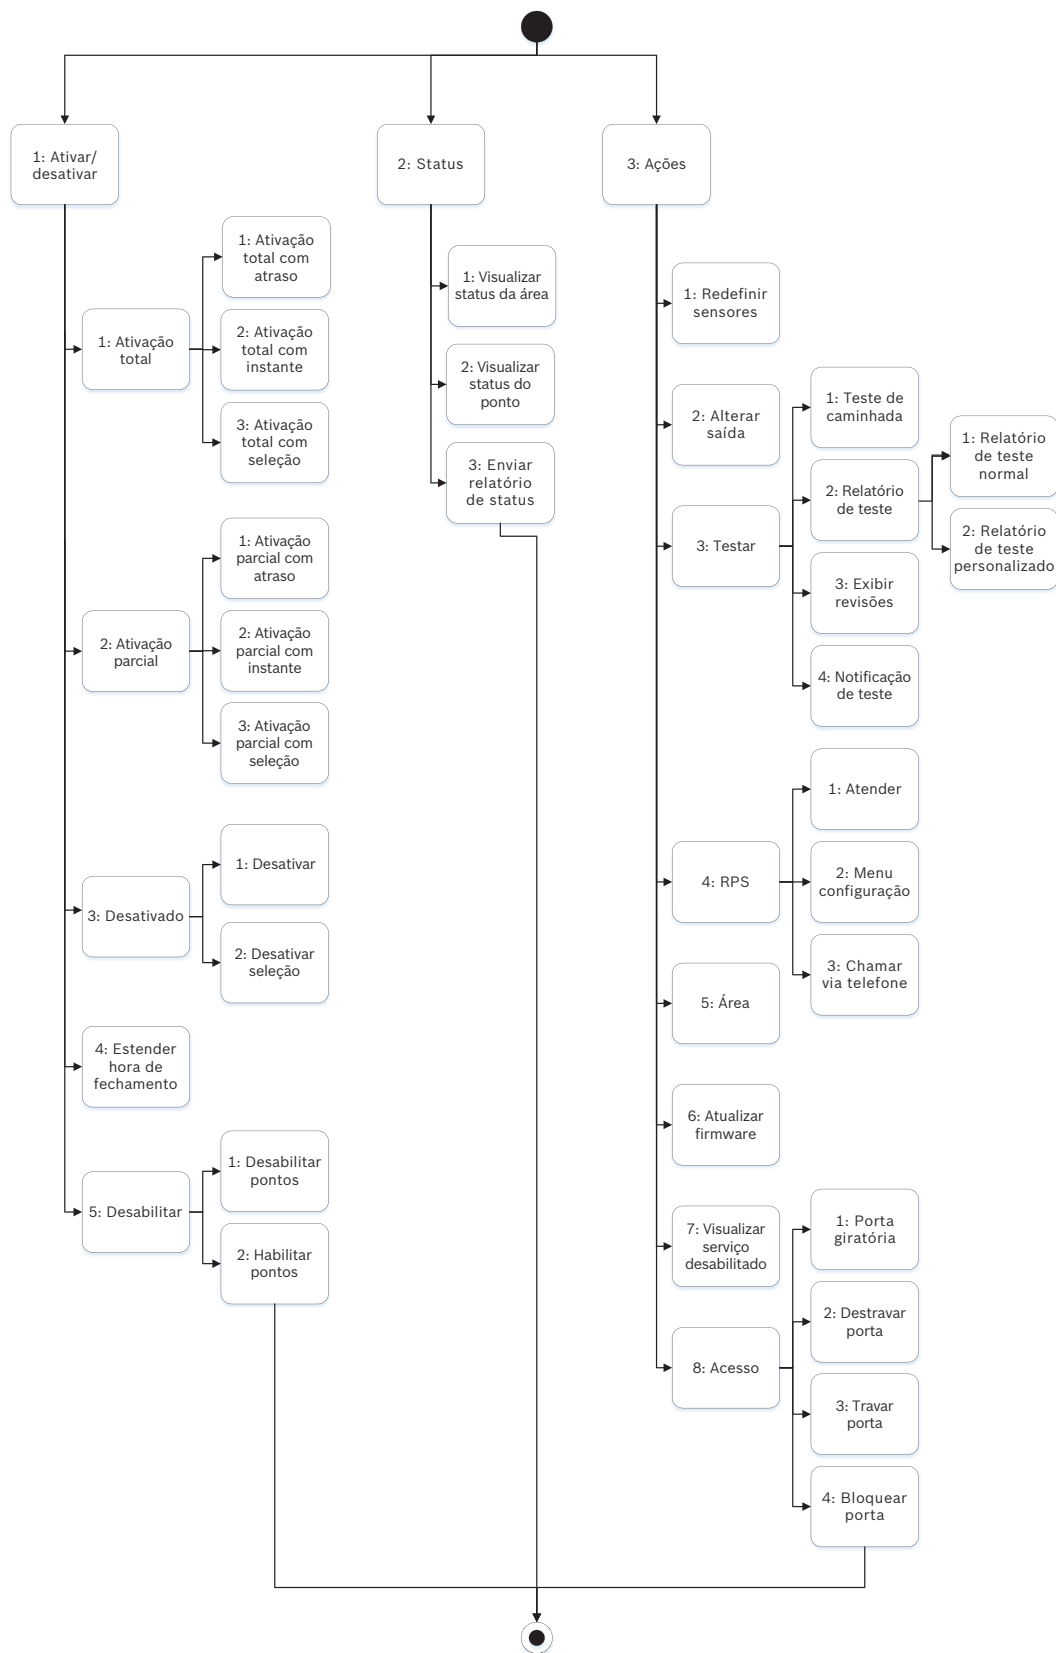 1: Ativar/
desativar
2: Status
3: Ações
1: Ativação
total
1: Ativação
total com
atraso
2: Ativação
total com
instante
3: Ativação
total com
seleção
2: Ativação
parcial
1: Ativação
parcial com
atraso
2: Ativação
parcial com
instante
3: Ativação
parcial com
seleção
3: Desativado
1: Desativar
2: Desativar
seleção
4: Estender
hora de
fechamento
5: Desabilitar
1: Desabilitar
pontos
2: Habilitar
pontos
1: Visualizar
status da área
2: Visualizar
status do
ponto
3: Enviar
relatório
de status
1: Redefinir
sensores
2: Alterar
saída
3: Testar
1: Teste de
caminhada
2: Relatório
de teste
1: Relatório
de teste
normal
2: Relatório
de teste
personalizado
3: Exibir
revisões
4: Notificação
de teste
4: RPS
1: Atender
2: Menu
configuração
3: Chamar
via telefone
5: Área
6: Atualizar
firmware
7: Visualizar
serviço
desabilitado
8: Acesso
1: Porta
giratória
2: Destravar
porta
3: Travar
porta
4: Bloquear
porta